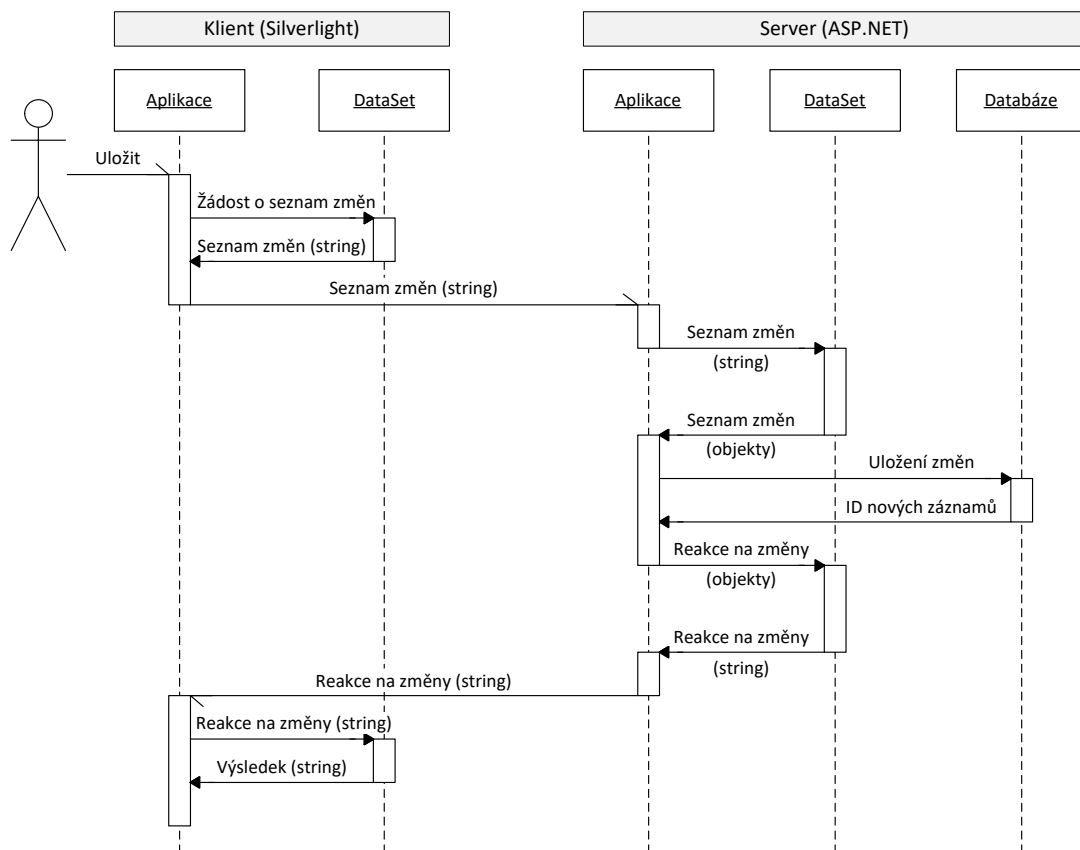 Klient (Silverlight)
Server (ASP.NET)
Aplikace
DataSet
Aplikace
DataSet
Databáze
Uložit
Žádost o seznam změn
Seznam změn (string)
Seznam změn (string)
Seznam změn
(string)
Seznam změn
(objekty)
Uložení změn
ID nových záznamů
Reakce na změny
(objekty)
Reakce na změny
(string)
Reakce na změny (string)
Reakce na změny (string)
Výsledek (string)